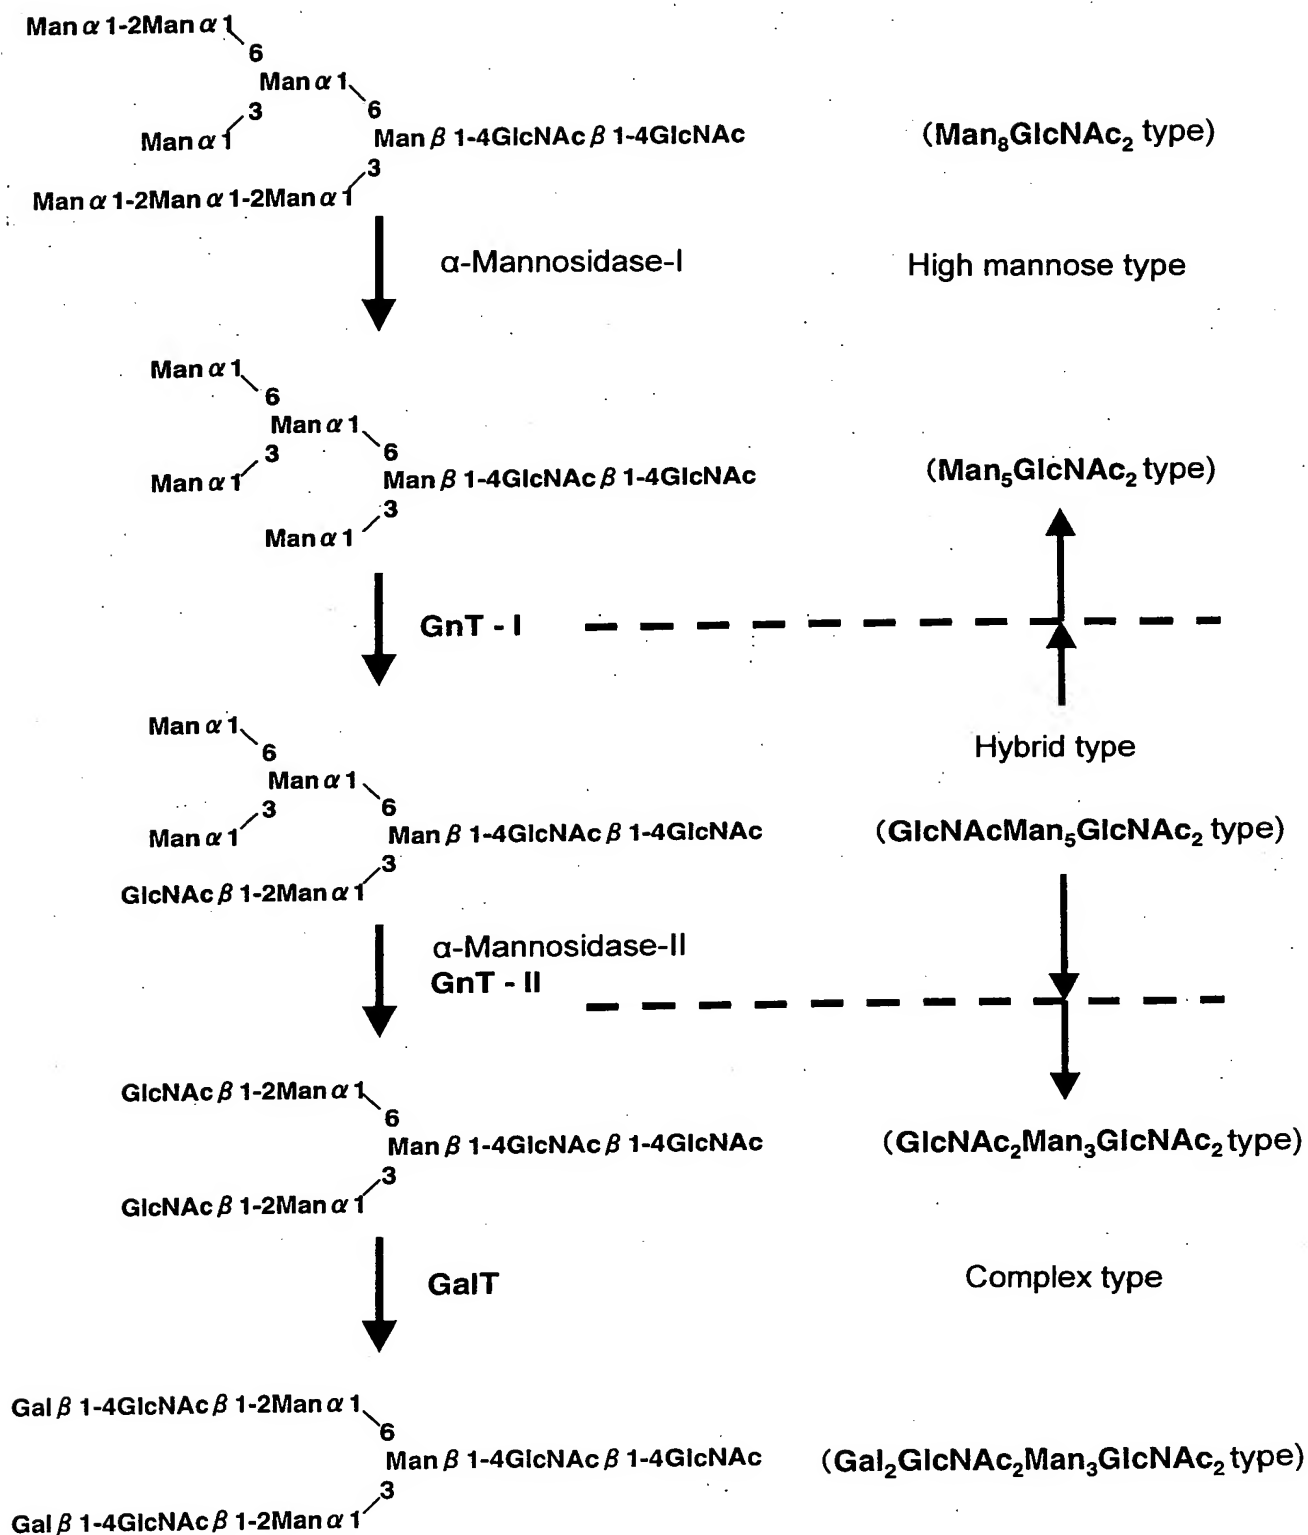 Man α 1-2Man α 1
6
Man α 1
3
6
Man α 1
Man β 1-4GlcNAc β 1-4GlcNAc
(Man₈GlcNAc₂ type)
3
Man α 1-2Man α 1-2Man α 1
α-Mannosidase-I
High mannose type
Man α 1
6
Man α 1
3
6
Man α 1
Man β 1-4GlcNAc β 1-4GlcNAc
(Man₅GlcNAc₂ type)
3
Man α 1
GnT - I
Man α 1
6
Hybrid type
Man α 1
3
6
Man α 1
Man β 1-4GlcNAc β 1-4GlcNAc
(GlcNAcMan₅GlcNAc₂ type)
3
GlcNAc β 1-2Man α 1
α-Mannosidase-II
GnT - II
GlcNAc β 1-2Man α 1
6
Man β 1-4GlcNAc β 1-4GlcNAc
(GlcNAc₂Man₃GlcNAc₂ type)
3
GlcNAc β 1-2Man α 1
GalT
Complex type
Gal β 1-4GlcNAc β 1-2Man α 1
6
Man β 1-4GlcNAc β 1-4GlcNAc
(Gal₂GlcNAc₂Man₃GlcNAc₂ type)
3
Gal β 1-4GlcNAc β 1-2Man α 1